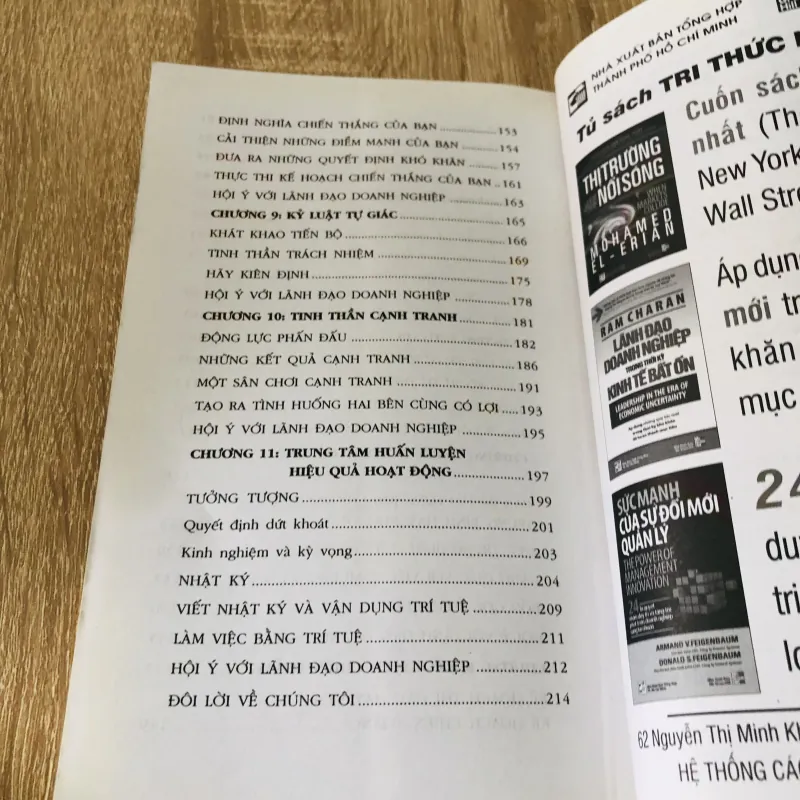 ĐỊNH NGHĨA CHIẾN THẮNG CỦA BẠN ........ 153
CẢI THIỆN NHỮNG ĐIỂM MẠNH CỦA BẠN ........ 154
ĐƯA RA NHỮNG QUYẾT ĐỊNH KHÓ KHĂN ........ 157
THỰC THI KẾ HOẠCH CHIẾN THẮNG CỦA BẠN .. 161
HỘI Ý VỚI LÃNH ĐẠO DOANH NGHIỆP ........ 163
CHƯƠNG 9: KỶ LUẬT TỰ GIÁC ........ 165
KHÁT KHAO TIẾN BỘ ........ 166
TINH THẦN TRÁCH NHIỆM ........ 169
HÃY KIÊN ĐỊNH ........ 175
HỘI Ý VỚI LÃNH ĐẠO DOANH NGHIỆP ........ 178
CHƯƠNG 10: TINH THẦN CẠNH TRANH ........ 181
ĐỘNG LỰC PHẤN ĐẤU ........ 182
NHỮNG KẾT QUẢ CẠNH TRANH ........ 186
MỘT SÂN CHƠI CẠNH TRANH ........ 191
TẠO RA TÌNH HUỐNG HAI BÊN CÙNG CÓ LỢI ..... 193
HỘI Ý VỚI LÃNH ĐẠO DOANH NGHIỆP ........ 195
CHƯƠNG 11: TRUNG TÂM HUẤN LUYỆN
HIỆU QUẢ HOẠT ĐỘNG ........ 197
TƯỞNG TƯỢNG ........ 199
Quyết định dứt khoát ........ 201
Kinh nghiệm và kỳ vọng ........ 203
NHẬT KÝ ........ 204
VIẾT NHẬT KÝ VÀ VẬN DỤNG TRÍ TUỆ ........ 209
LÀM VIỆC BẰNG TRÍ TUỆ ........ 211
HỘI Ý VỚI LÃNH ĐẠO DOANH NGHIỆP ........ 212
ĐÔI LỜI VỀ CHÚNG TÔI ........ 214
NHÀ XUẤT BẢN TỔNG HỢP
THÀNH PHỐ HỒ CHÍ MINH
Tủ sách TRI THỨC
Cuốn sác
nhất (Th
New York
Wall Stre
THỊ TRƯỜNG
NỔI SÓNG
WHEN
MARKETS
COLLIDE
MOHAMED
EL-ERIAN
Áp dụn
mới tr
khăn
mục
RAM CHARAN
LÃNH ĐẠO
DOANH NGHIỆP
TRONG THỜI KỲ
KINH TẾ BẤT ỔN
LEADERSHIP IN THE ERA OF
ECONOMIC UNCERTAINTY
24
duy
triể
lo
SỨC MẠNH
CỦA SỰ ĐỔI MỚI
QUẢN LÝ
THE POWER OF
MANAGEMENT
INNOVATION
ARMAND V.FEIGENBAUM
DONALD S.FEIGENBAUM
62 Nguyễn Thị Minh Kh
HỆ THỐNG CÁC